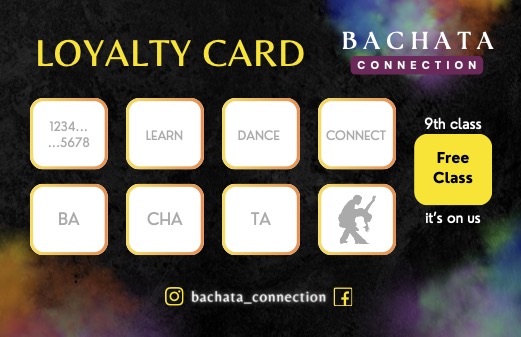 LOYALTY CARD
BACHATA
CONNECTION
1234...
...5678
LEARN
DANCE
CONNECT
9th class
Free
Class
it's on us
BA
CHA
TA
bachata_connection